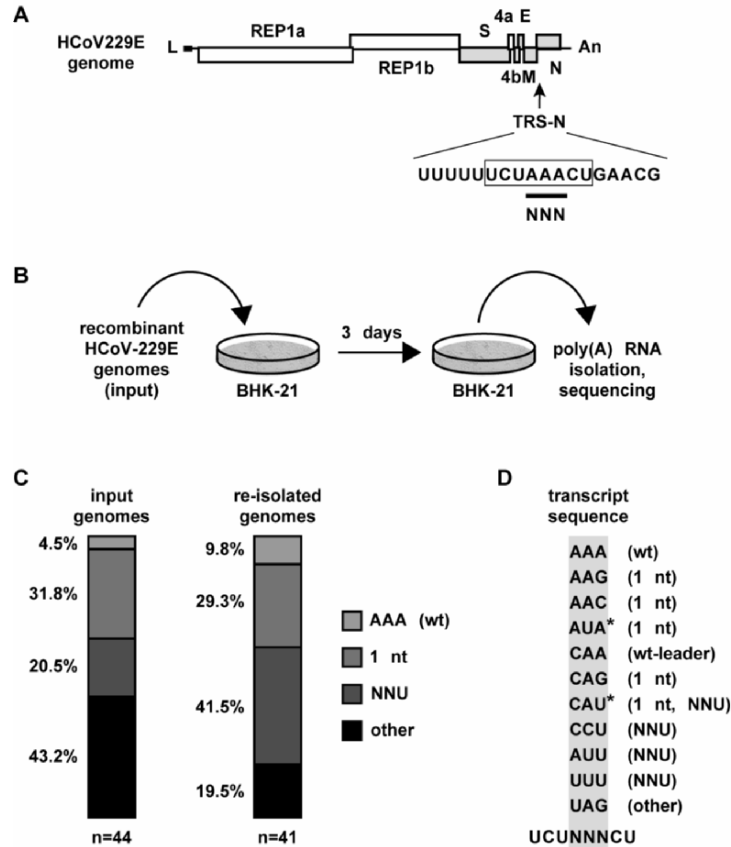 A
HCoV229E
genome
L
REP1a
REP1b
S
4a E
4bM
N
An
TRS-N
UUUUUUCUAAACUGAACG
NNN
B
recombinant
HCoV-229E
genomes
(input)
BHK-21
3 days
BHK-21
poly(A) RNA
isolation,
sequencing
C
input
genomes
4.5%
31.8%
20.5%
43.2%
n=44
re-isolated
genomes
9.8%
29.3%
41.5%
19.5%
n=41
AAA (wt)
1 nt
NNU
other
D
transcript
sequence
AAA (wt)
AAG (1 nt)
AAC (1 nt)
AUA* (1 nt)
CAA (wt-leader)
CAG (1 nt)
CAU* (1 nt, NNU)
CCU (NNU)
AUU (NNU)
UUU (NNU)
UAG (other)
UCUNNNCU